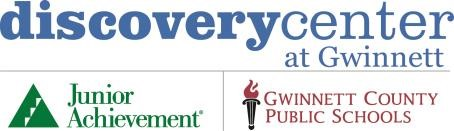 discoverycenter
at Gwinnett
Junior
Achievement®
GWINNETT COUNTY
PUBLIC SCHOOLS